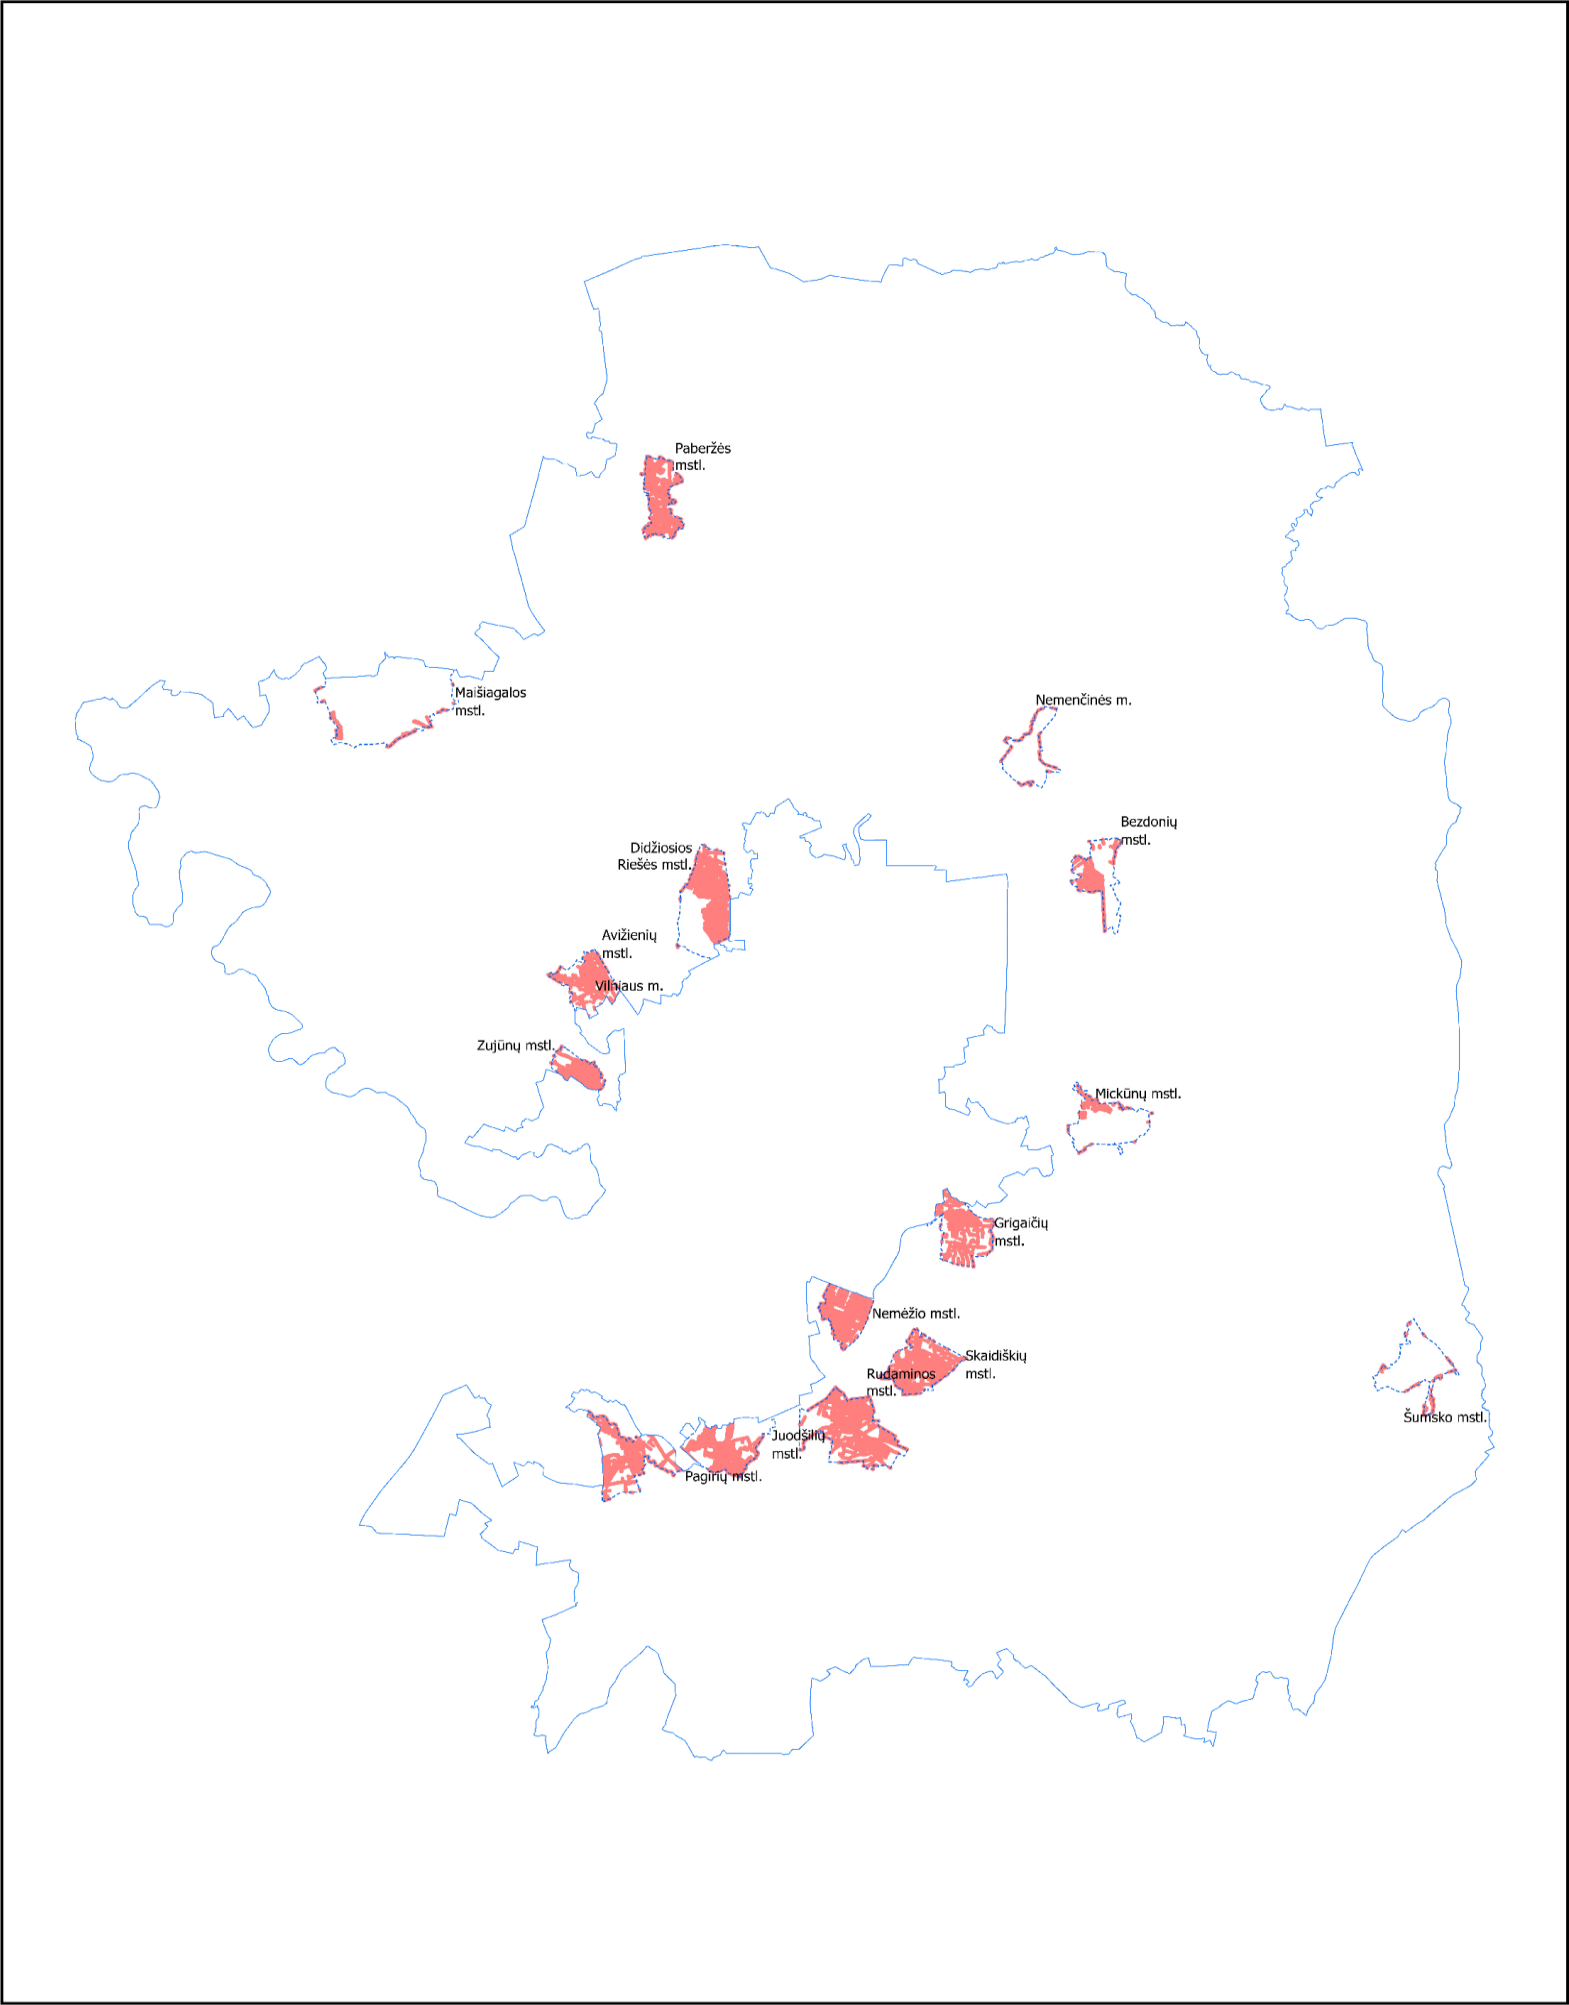 Paberžės
mstl.
Maišiagalos
mstl.
Nemenčinės m.
Bezdonių
mstl.
Didžiosios
Riešės mstl.
Avižienių
mstl.
Vilniaus m.
Zujūnų mstl.
Mickūnų mstl.
Grigaičių
mstl.
Nemėžio mstl.
Skaidiškių
mstl.
Rudaminos
mstl.
Šumsko mstl.
Juodšilių
mstl.
Pagirių mstl.